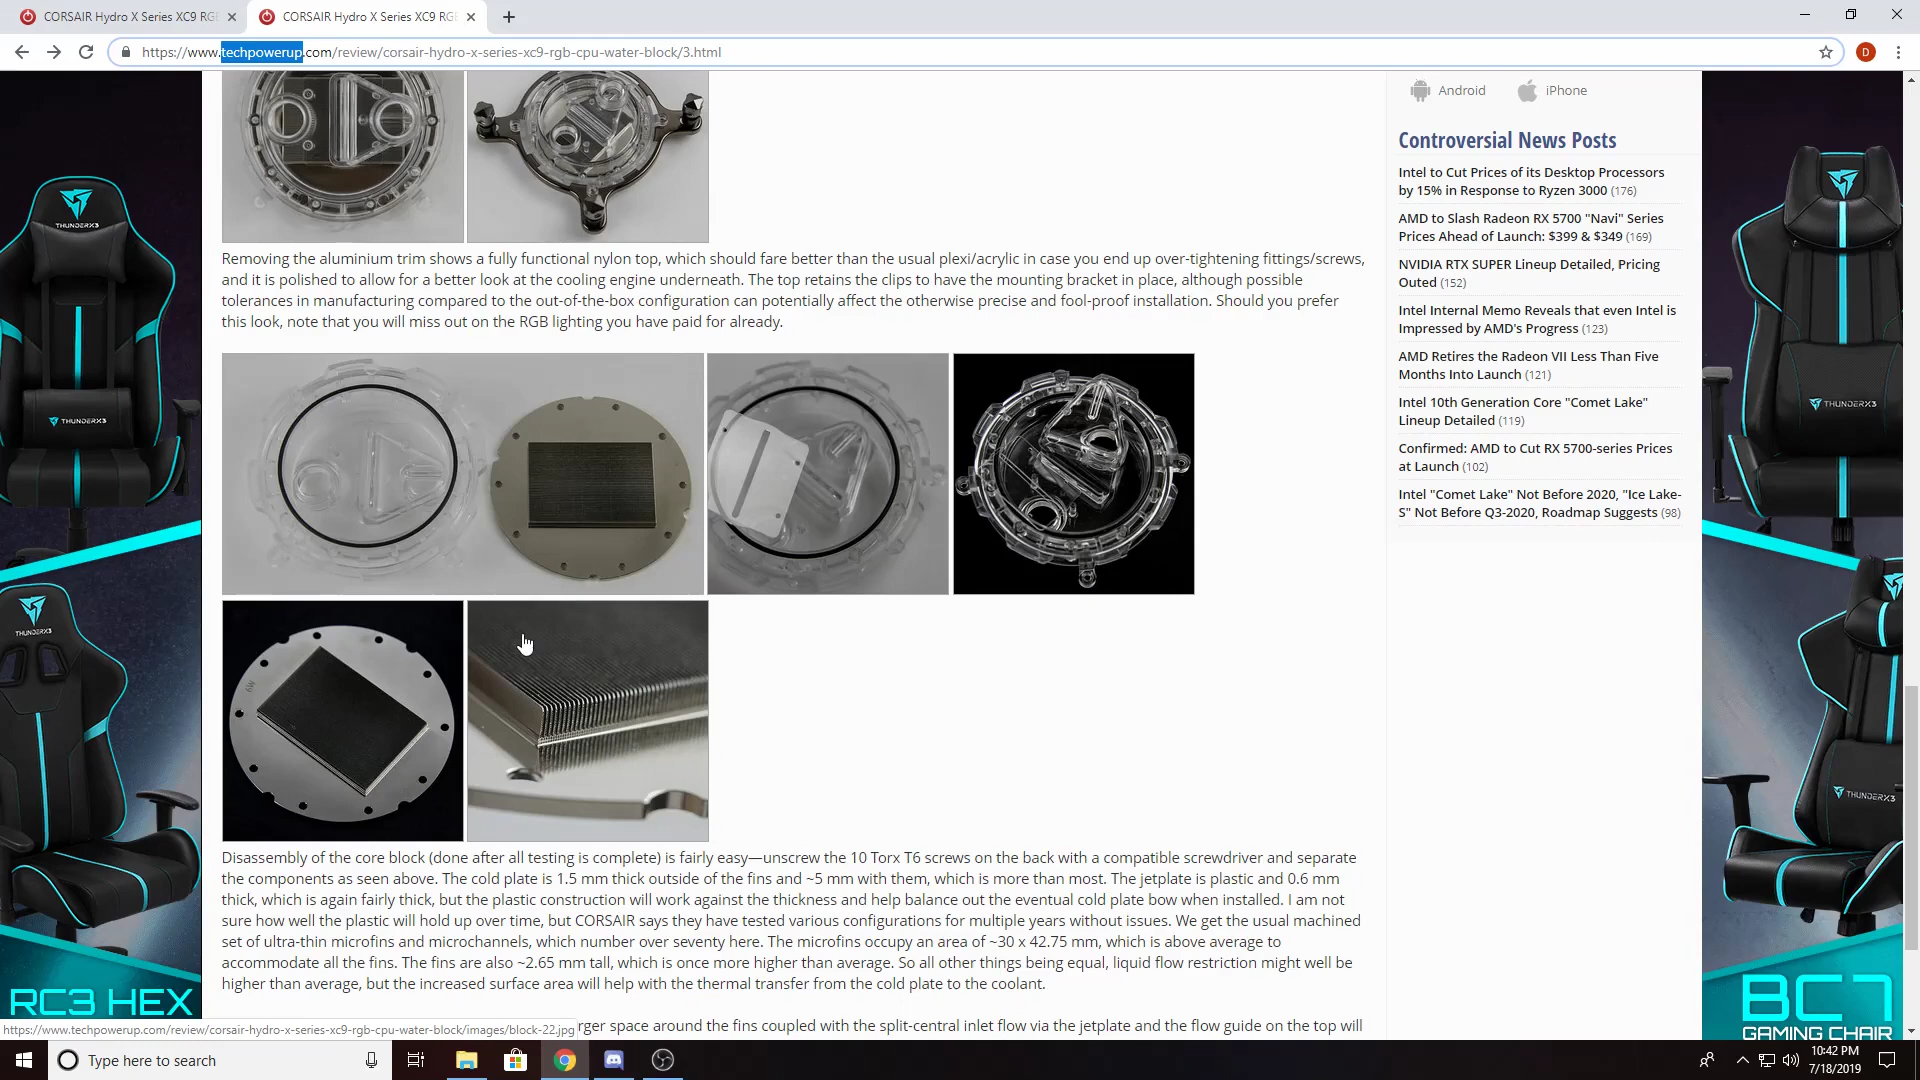 CORSAIR Hydro X Series XC9 RGB
CORSAIR Hydro X Series XC9 RGB
https://www.techpowerup.com/review/corsair-hydro-x-series-xc9-rgb-cpu-water-block/3.html
D
Android
iPhone
Controversial News Posts
Intel to Cut Prices of its Desktop Processors
by 15% in Response to Ryzen 3000 (176)
AMD to Slash Radeon RX 5700 "Navi" Series
Prices Ahead of Launch: $399 & $349 (169)
NVIDIA RTX SUPER Lineup Detailed, Pricing
Outed (152)
Intel Internal Memo Reveals that even Intel is
Impressed by AMD's Progress (123)
AMD Retires the Radeon VII Less Than Five
Months Into Launch (121)
Intel 10th Generation Core "Comet Lake"
Lineup Detailed (119)
Confirmed: AMD to Cut RX 5700-series Prices
at Launch (102)
Intel "Comet Lake" Not Before 2020, "Ice Lake-
S" Not Before Q3-2020, Roadmap Suggests (98)
Removing the aluminium trim shows a fully functional nylon top, which should fare better than the usual plexi/acrylic in case you end up over-tightening fittings/screws,
and it is polished to allow for a better look at the cooling engine underneath. The top retains the clips to have the mounting bracket in place, although possible
tolerances in manufacturing compared to the out-of-the-box configuration can potentially affect the otherwise precise and fool-proof installation. Should you prefer
this look, note that you will miss out on the RGB lighting you have paid for already.
Disassembly of the core block (done after all testing is complete) is fairly easy—unscrew the 10 Torx T6 screws on the back with a compatible screwdriver and separate
the components as seen above. The cold plate is 1.5 mm thick outside of the fins and ~5 mm with them, which is more than most. The jetplate is plastic and 0.6 mm
thick, which is again fairly thick, but the plastic construction will work against the thickness and help balance out the eventual cold plate bow when installed. I am not
sure how well the plastic will hold up over time, but CORSAIR says they have tested various configurations for multiple years without issues. We get the usual machined
set of ultra-thin microfins and microchannels, which number over seventy here. The microfins occupy an area of ~30 x 42.75 mm, which is above average to
accommodate all the fins. The fins are also ~2.65 mm tall, which is once more higher than average. So all other things being equal, liquid flow restriction might well be
higher than average, but the increased surface area will help with the thermal transfer from the cold plate to the coolant.
rger space around the fins coupled with the split-central inlet flow via the jetplate and the flow guide on the top will
https://www.techpowerup.com/review/corsair-hydro-x-series-xc9-rgb-cpu-water-block/images/block-22.jpg
THUNDERX3
THUNDERX3
THUNDERX3
RC3 HEX
THUNDERX3
THUNDERX3
BC7
GAMING CHAIR
Type here to search
10:42 PM
7/18/2019